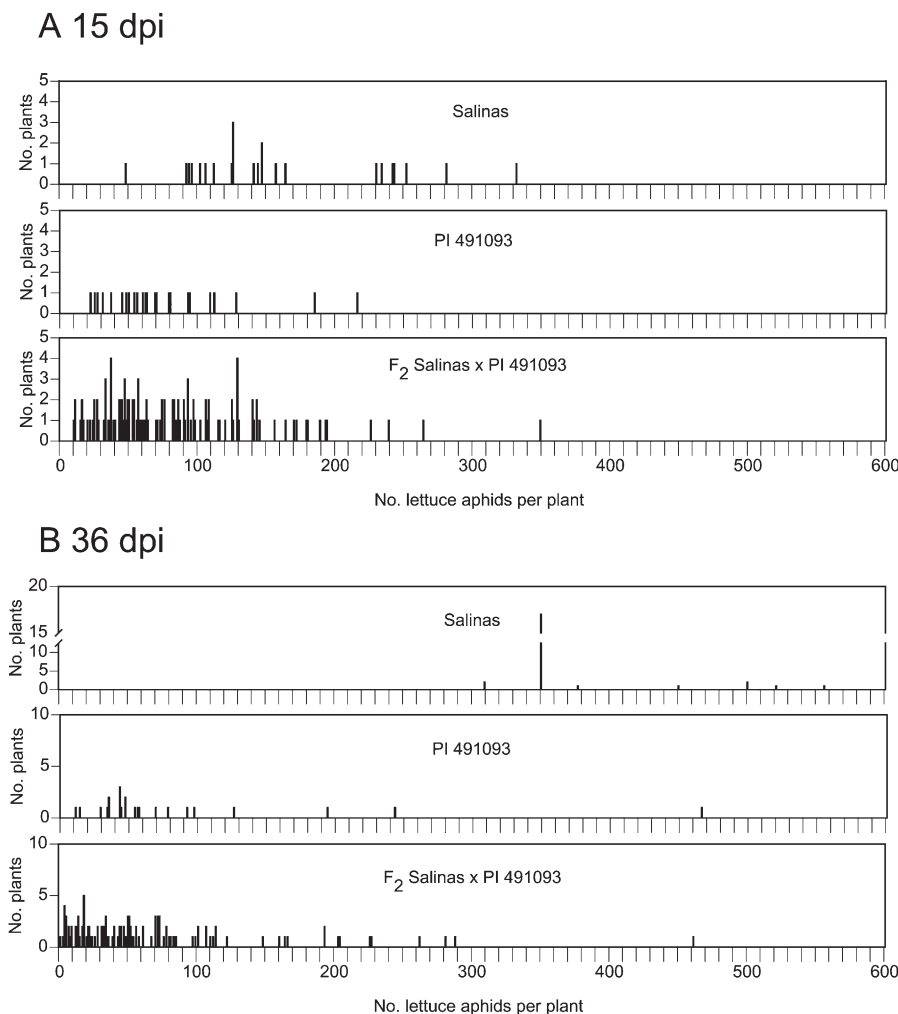 A 15 dpi
No. plants
5
4
3
2
1
0
Salinas
No. plants
5
4
3
2
1
0
PI 491093
No. plants
5
4
3
2
1
0
F2 Salinas x PI 491093
0 100 200 300 400 500 600
No. lettuce aphids per plant
B 36 dpi
No. plants
20
15
10
5
0
Salinas
No. plants
10
5
0
PI 491093
No. plants
10
5
0
F2 Salinas x PI 491093
0 100 200 300 400 500 600
No. lettuce aphids per plant